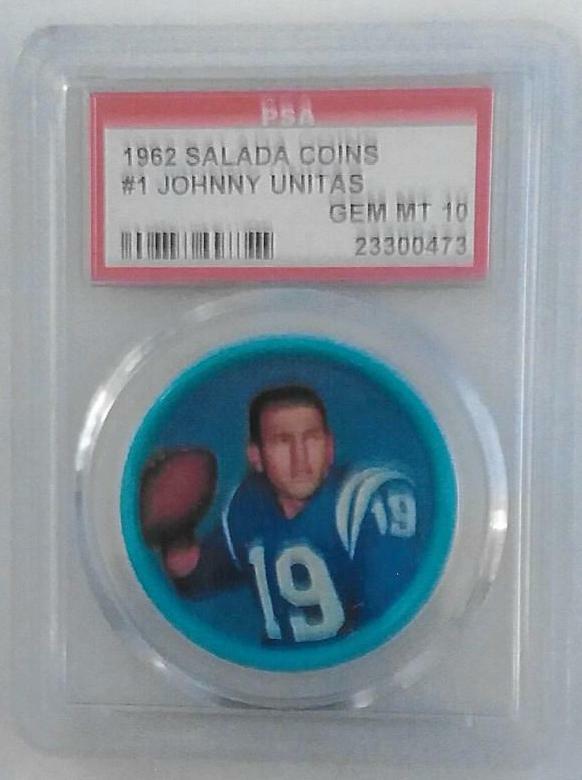 PSA
1962 SALADA COINS
#1 JOHNNY UNITAS
GEM MT 10
23300473
19
19